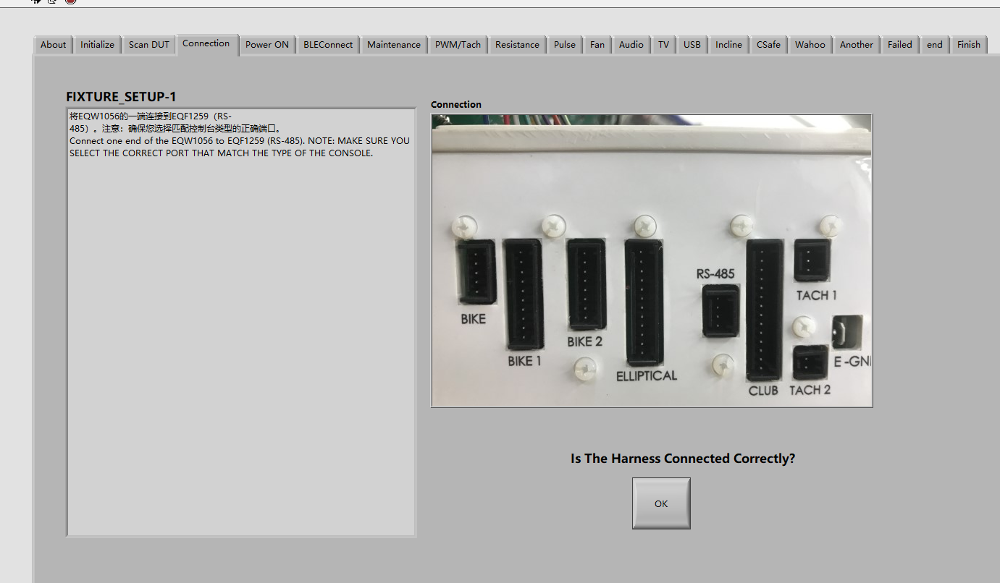 About
Initialize
Scan DUT
Connection
Power ON
BLEConnect
Maintenance
PWM/Tach
Resistance
Pulse
Fan
Audio
TV
USB
Incline
CSafe
Wahoo
Another
Failed
end
Finish
FIXTURE_SETUP-1
将EQW1056的一端连接到EQF1259（RS-
485）。注意：确保您选择匹配控制台类型的正确端口。
Connect one end of the EQW1056 to EQF1259 (RS-485). NOTE: MAKE SURE YOU
SELECT THE CORRECT PORT THAT MATCH THE TYPE OF THE CONSOLE.
Connection
RS-485
TACH 1
BIKE
BIKE 1
BIKE 2
ELLIPTICAL
CLUB
TACH 2
E-GN
Is The Harness Connected Correctly?
OK